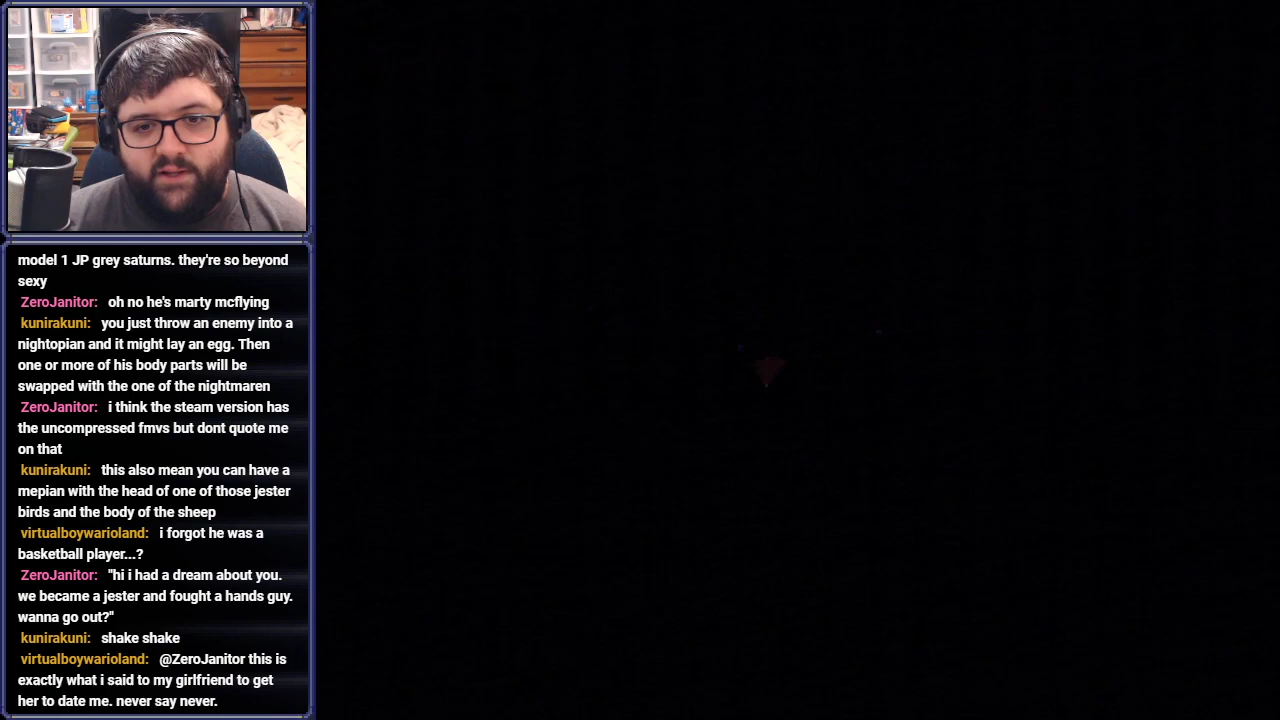 model 1 JP grey saturns. they're so beyond
sexy
ZeroJanitor: oh no he's marty mcflying
kunirakuni: you just throw an enemy into a
nightopian and it might lay an egg. Then
one or more of his body parts will be
swapped with the one of the nightmaren
ZeroJanitor: i think the steam version has
the uncompressed fmvs but dont quote me
on that
kunirakuni: this also mean you can have a
mepian with the head of one of those jester
birds and the body of the sheep
virtualboywarioland: i forgot he was a
basketball player...?
ZeroJanitor: "hi i had a dream about you.
we became a jester and fought a hands guy.
wanna go out?"
kunirakuni: shake shake
virtualboywarioland: @ZeroJanitor this is
exactly what i said to my girlfriend to get
her to date me. never say never.